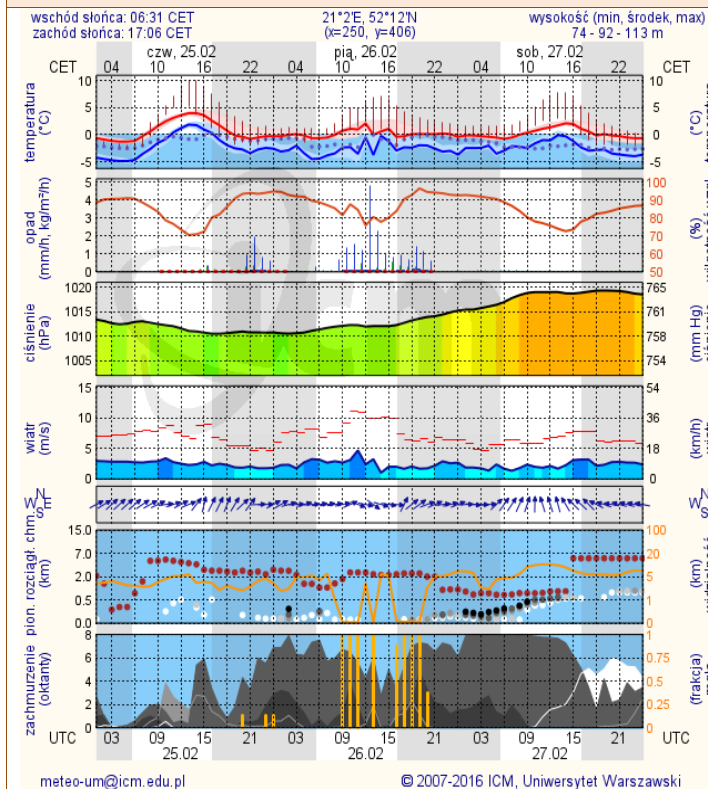 wschód słońca: 06:31 CET 21°2'E, 52°12'N wysokość (min, środek, max)
zachód słońca: 17:06 CET (x=250, y=406) 74 - 92 - 113 m
czw, 25.02 pią, 26.02 sob, 27.02
CET 04 10 16 22 04 10 16 22 04 10 16 22 CET
temperatura
(°C)
10
5
0
-5
10
5
0
-5
(°C)
opad
(mm/h, kg/m²/h)
5
4
3
2
1
0
100
90
80
70
60
50
(%)
ciśnienie
(hPa)
1020
1015
1010
1005
765
761
758
754
(mm Hg)
ciśnienie
wiatr
(m/s)
15
10
5
0
54
36
18
0
(km/h)
N
W E
S
N
W
S
pion. rozciągł. chm
(km)
15.0
7.0
2.0
0.5
0.0
100
20
5
1
0
(km)
zachmurzenie
(oktanty)
8
6
4
2
0
1
0.75
0.5
0.25
0
(frakcja)
UTC 03 09 15 21 03 09 15 21 03 09 15 21 UTC
25.02 26.02 27.02
meteo-um@icm.edu.pl © 2007-2016 ICM, Uniwersytet Warszawski